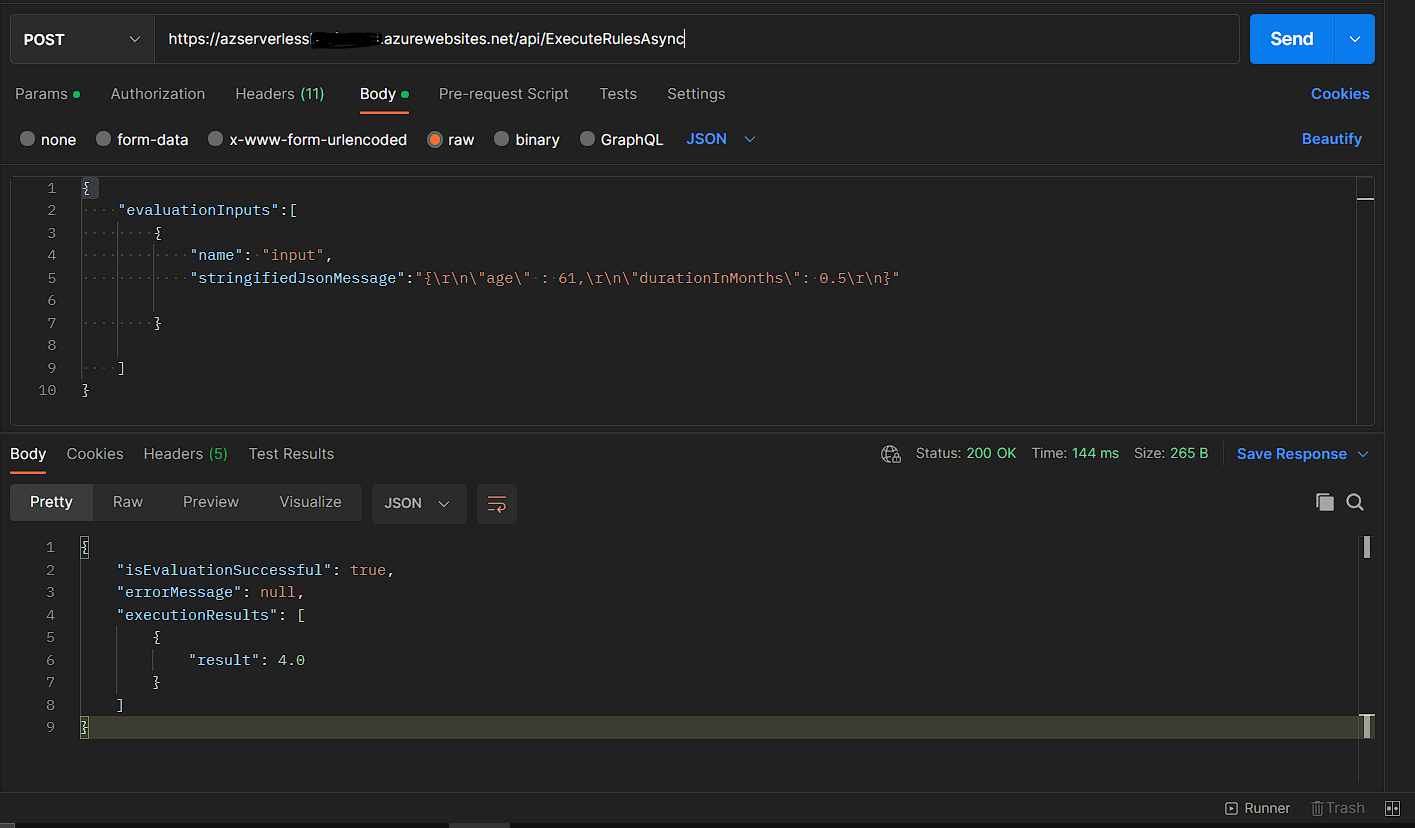 POST https://azserverless .azurewebsites.net/api/ExecuteRulesAsync Send
Params Authorization Headers (11) Body Pre-request Script Tests Settings Cookies
none form-data x-www-form-urlencoded raw binary GraphQL JSON Beautify
1 {
2 "evaluationInputs":[
3 {
4 "name": "input",
5 "stringifiedJsonMessage":"{\r\n\"age\" : 61,\r\n\"durationInMonths\": 0.5\r\n}"
6
7 }
8
9 ]
10 }
Body Cookies Headers (5) Test Results Status: 200 OK Time: 144 ms Size: 265 B Save Response
Pretty Raw Preview Visualize JSON
1 {
2 "isEvaluationSuccessful": true,
3 "errorMessage": null,
4 "executionResults": [
5 {
6 "result": 4.0
7 }
8 ]
9 }
Runner Trash